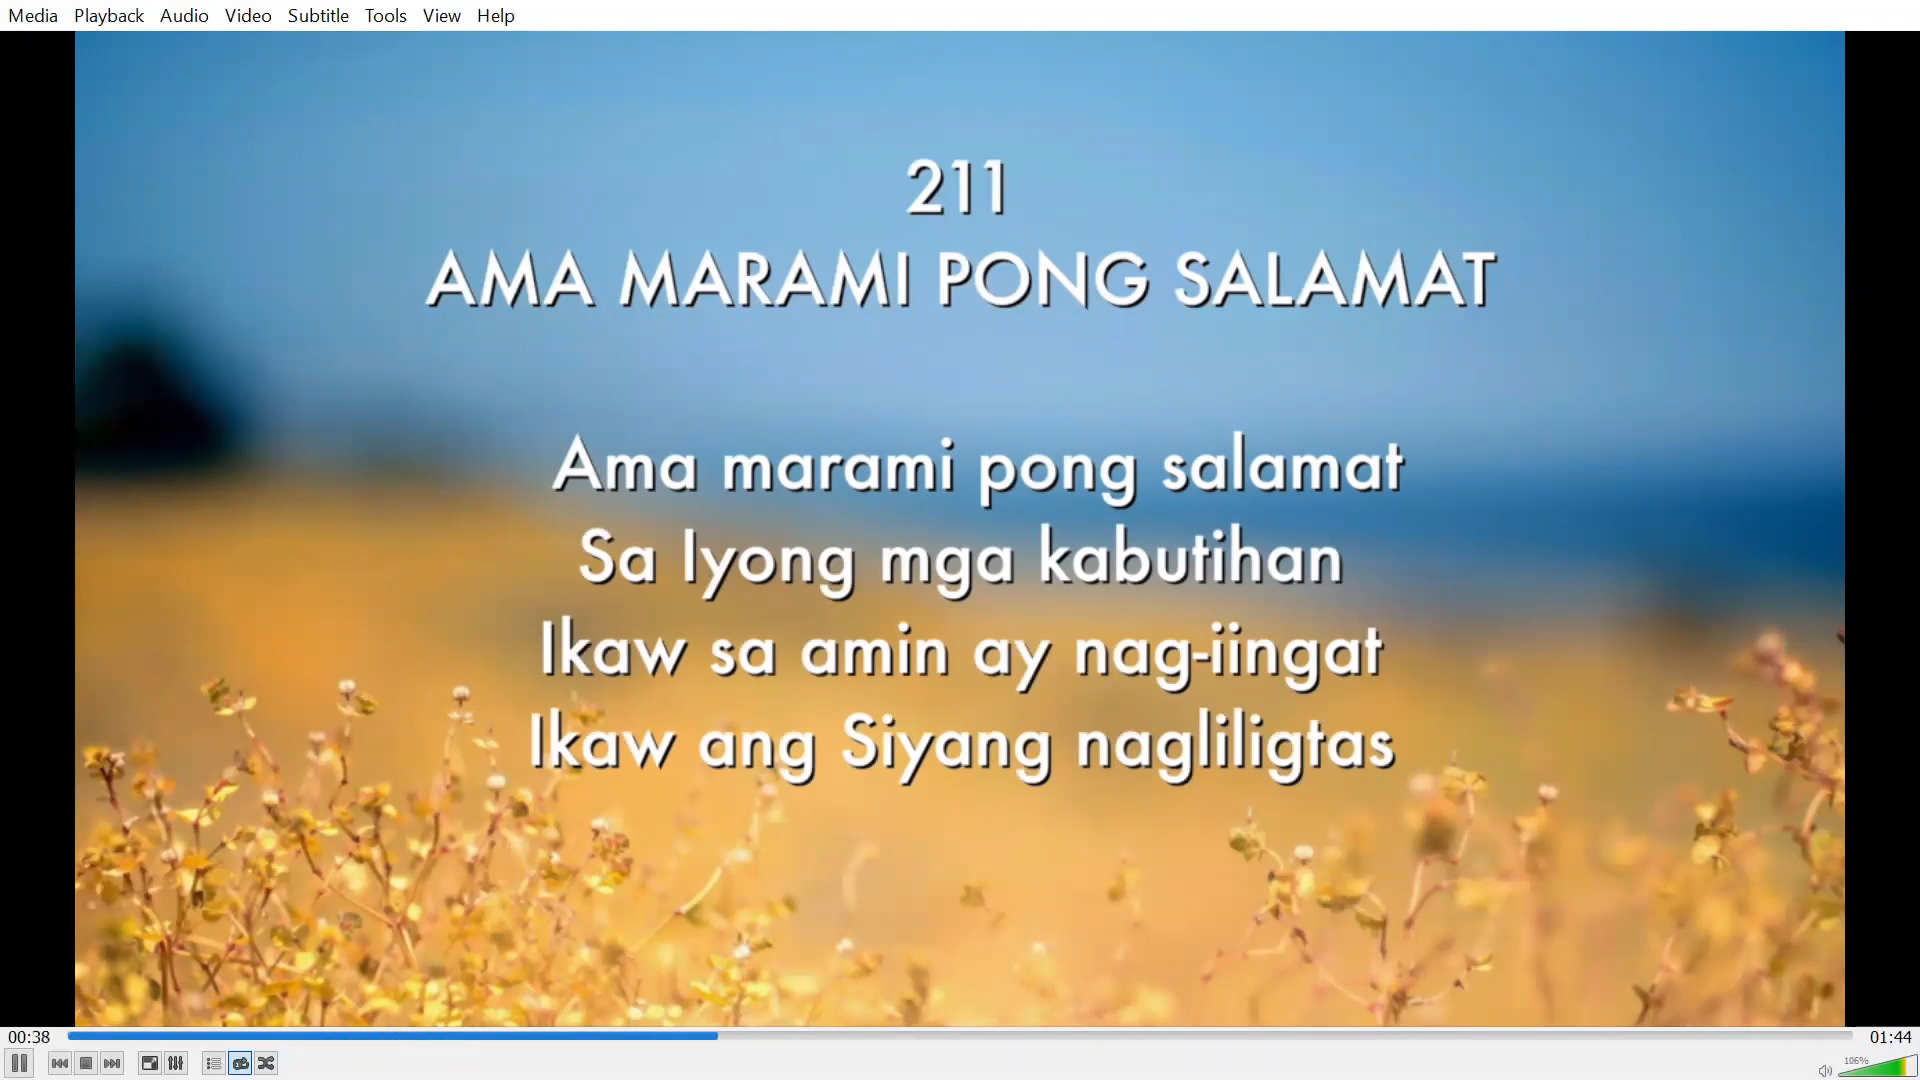 Media Playback Audio Video Subtitle Tools View Help
211
AMA MARAMI PONG SALAMAT
Ama marami pong salamat
Sa Iyong mga kabutihan
Ikaw sa amin ay nag-iingat
Ikaw ang Siyang nagliligtas
00:38 01:44
106%